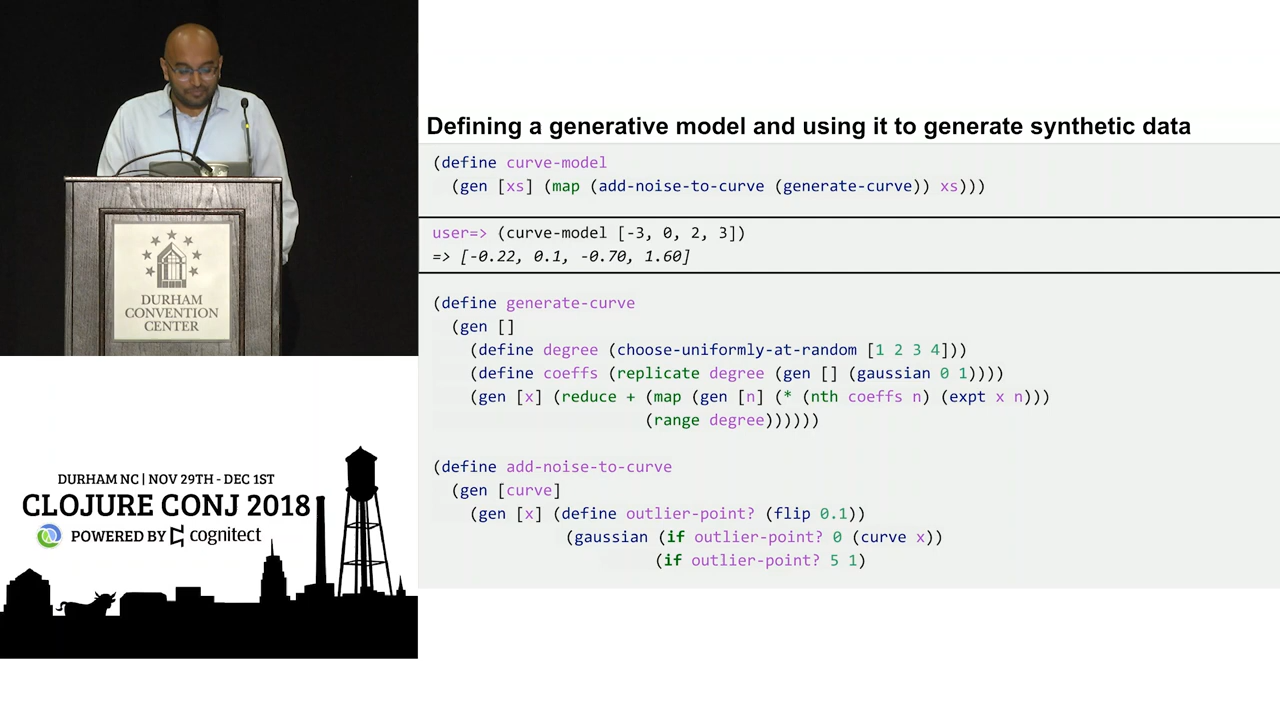 Defining a generative model and using it to generate synthetic data
(define curve-model
(gen [xs] (map (add-noise-to-curve (generate-curve)) xs)))
user=> (curve-model [-3, 0, 2, 3])
=> [-0.22, 0.1, -0.70, 1.60]
(define generate-curve
(gen []
(define degree (choose-uniformly-at-random [1 2 3 4]))
(define coeffs (replicate degree (gen [] (gaussian 0 1))))
(gen [x] (reduce + (map (gen [n] (* (nth coeffs n) (expt x n)))
(range degree))))))
(define add-noise-to-curve
(gen [curve]
(gen [x] (define outlier-point? (flip 0.1))
(gaussian (if outlier-point? 0 (curve x))
(if outlier-point? 5 1)
DURHAM
CONVENTION
CENTER
DURHAM NC | NOV 29TH - DEC 1ST
CLOJURE CONJ 2018
POWERED BY cognitect